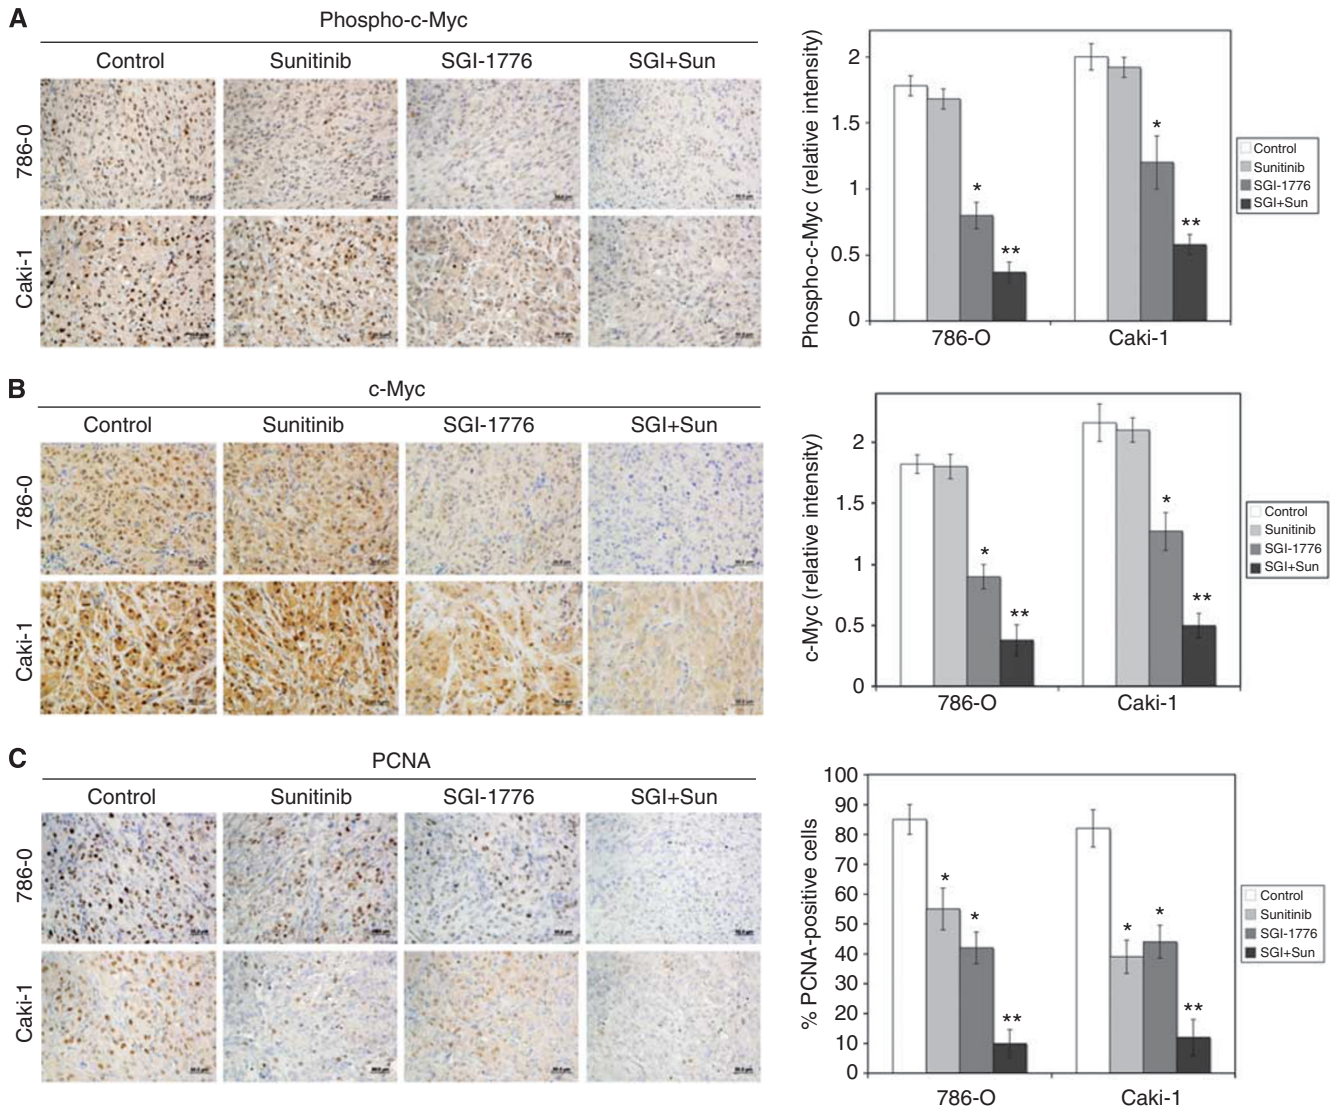 A
Phospho-c-Myc
Control Sunitinib SGI-1776 SGI+Sun
786-0
Caki-1
Phospho-c-Myc (relative intensity)
2
1.5
1
0.5
0
* ** * **
786-O Caki-1
Control
Sunitinib
SGI-1776
SGI+Sun
B
c-Myc
Control Sunitinib SGI-1776 SGI+Sun
786-0
Caki-1
c-Myc (relative intensity)
2
1.5
1
0.5
0
* ** * **
786-O Caki-1
Control
Sunitinib
SGI-1776
SGI+Sun
C
PCNA
Control Sunitinib SGI-1776 SGI+Sun
786-0
Caki-1
% PCNA-positive cells
100
90
80
70
60
50
40
30
20
10
0
* * ** * * **
786-O Caki-1
Control
Sunitinib
SGI-1776
SGI+Sun